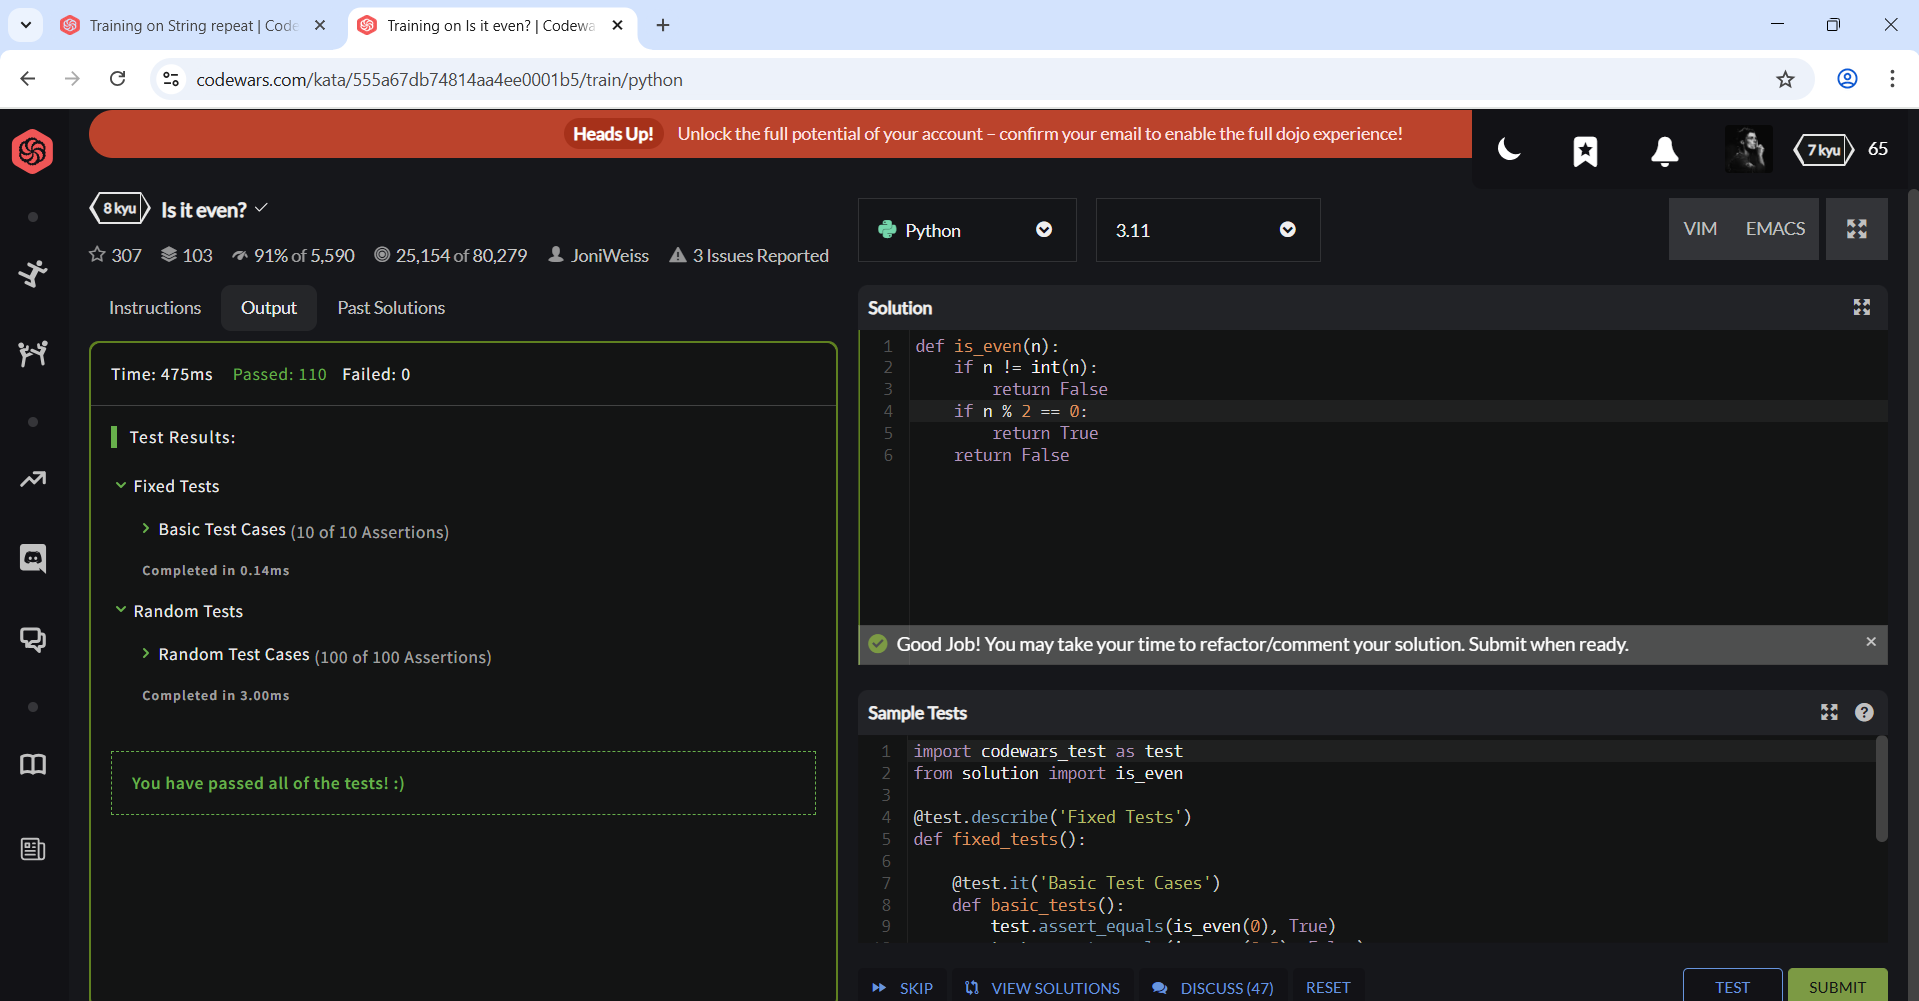 Training on String repeat | Code
Training on Is it even? | Codewa
codewars.com/kata/555a67db74814aa4ee0001b5/train/python
Heads Up! Unlock the full potential of your account – confirm your email to enable the full dojo experience!
7 kyu 65
8 kyu Is it even?
307 103 91% of 5,590 25,154 of 80,279 JoniWeiss 3 Issues Reported
Python
3.11
VIM EMACS
Instructions Output Past Solutions
Time: 475ms Passed: 110 Failed: 0
Test Results:
Fixed Tests
Basic Test Cases (10 of 10 Assertions)
Completed in 0.14ms
Random Tests
Random Test Cases (100 of 100 Assertions)
Completed in 3.00ms
You have passed all of the tests! :)
Solution
1 def is_even(n):
2     if n != int(n):
3         return False
4     if n % 2 == 0:
5         return True
6     return False
Good Job! You may take your time to refactor/comment your solution. Submit when ready.
Sample Tests
1 import codewars_test as test
2 from solution import is_even
3
4 @test.describe('Fixed Tests')
5 def fixed_tests():
6
7     @test.it('Basic Test Cases')
8     def basic_tests():
9         test.assert_equals(is_even(0), True)
SKIP VIEW SOLUTIONS DISCUSS (47) RESET
TEST SUBMIT